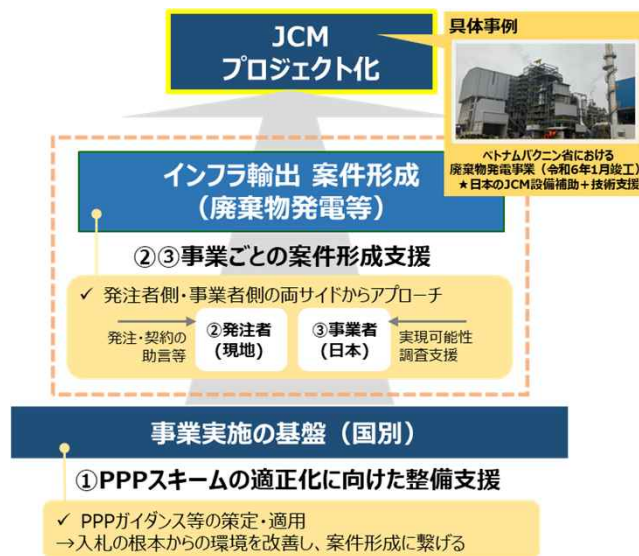 JCM
プロジェクト化
具体事例
ベトナムバクニン省における
廃棄物発電事業（令和6年1月竣工）
★日本のJCM設備補助＋技術支援
インフラ輸出 案件形成
（廃棄物発電等）
②③事業ごとの案件形成支援
✓ 発注者側・事業者側の両サイドからアプローチ
発注・契約の
助言等
②発注者
(現地)
③事業者
(日本)
実現可能性
調査支援
事業実施の基盤（国別）
①PPPスキームの適正化に向けた整備支援
✓ PPPガイダンス等の策定・適用
→入札の根本からの環境を改善し、案件形成に繋げる